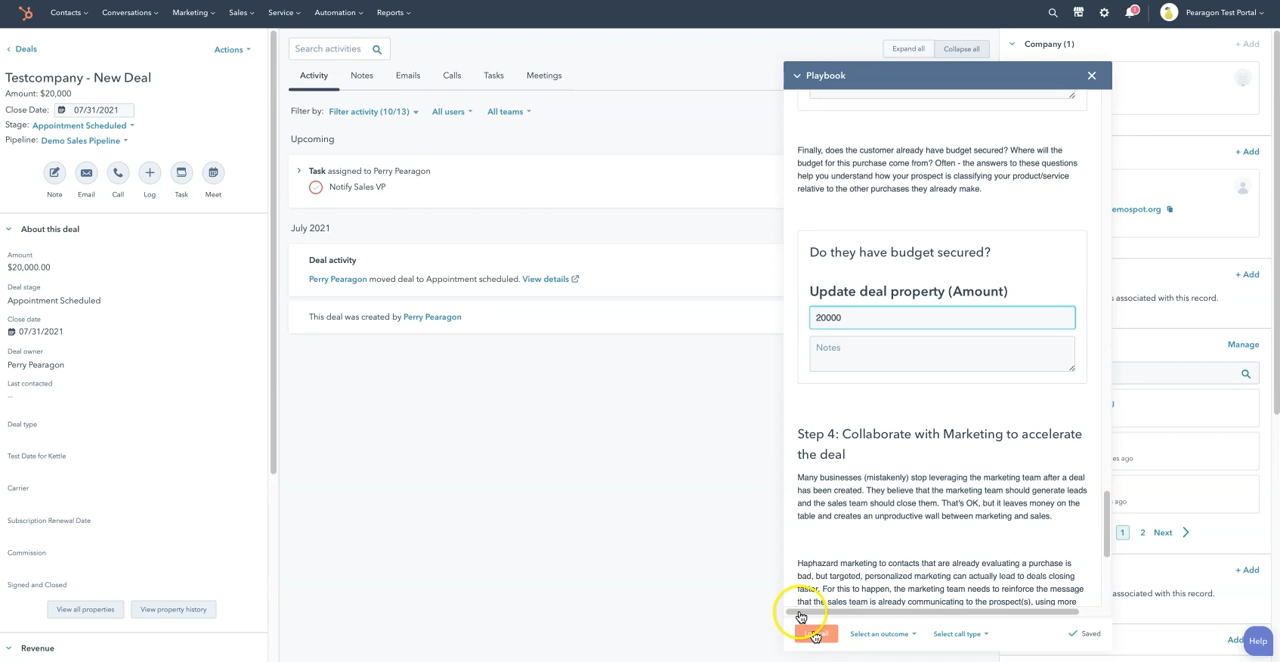 Contacts
Conversations
Marketing
Sales
Service
Automation
Reports
1
Pearagon Test Portal
Deals
Actions
Testcompany - New Deal
Amount: $20,000
Close Date: 07/31/2021
Stage: Appointment Scheduled
Pipeline: Demo Sales Pipeline
Note
Email
Call
Log
Task
Meet
About this deal
Amount
$20,000.00
Deal stage
Appointment Scheduled
Close date
07/31/2021
Deal owner
Perry Pearagon
Last contacted
--
Deal type
Test Date for Kettle
Carrier
Subscription Renewal Date
Commission
Signed and Closed
View all properties
View property history
Revenue
Search activities
Expand all
Collapse all
Activity
Notes
Emails
Calls
Tasks
Meetings
Filter by: Filter activity (10/13) All users All teams
Upcoming
Task assigned to Perry Pearagon
Notify Sales VP
July 2021
Deal activity
Perry Pearagon moved deal to Appointment scheduled. View details
This deal was created by Perry Pearagon
Playbook
Finally, does the customer already have budget secured? Where will the
budget for this purchase come from? Often - the answers to these questions
help you understand how your prospect is classifying your product/service
relative to the other purchases they already make.
Do they have budget secured?
Update deal property (Amount)
20000
Notes
Step 4: Collaborate with Marketing to accelerate
the deal
Many businesses (mistakenly) stop leveraging the marketing team after a deal
has been created. They believe that the marketing team should generate leads
and the sales team should close them. That's OK, but it leaves money on the
table and creates an unproductive wall between marketing and sales.
Haphazard marketing to contacts that are already evaluating a purchase is
bad, but targeted, personalized marketing can actually lead to deals closing
faster. For this to happen, the marketing team needs to reinforce the message
that the sales team is already communicating to the prospect(s), using more
Select an outcome
Select call type
Saved
Company (1)
+ Add
+ Add
emospot.org
+ Add
s associated with this record.
Manage
es ago
ago
1 2 Next
+ Add
associated with this record.
Add
Help